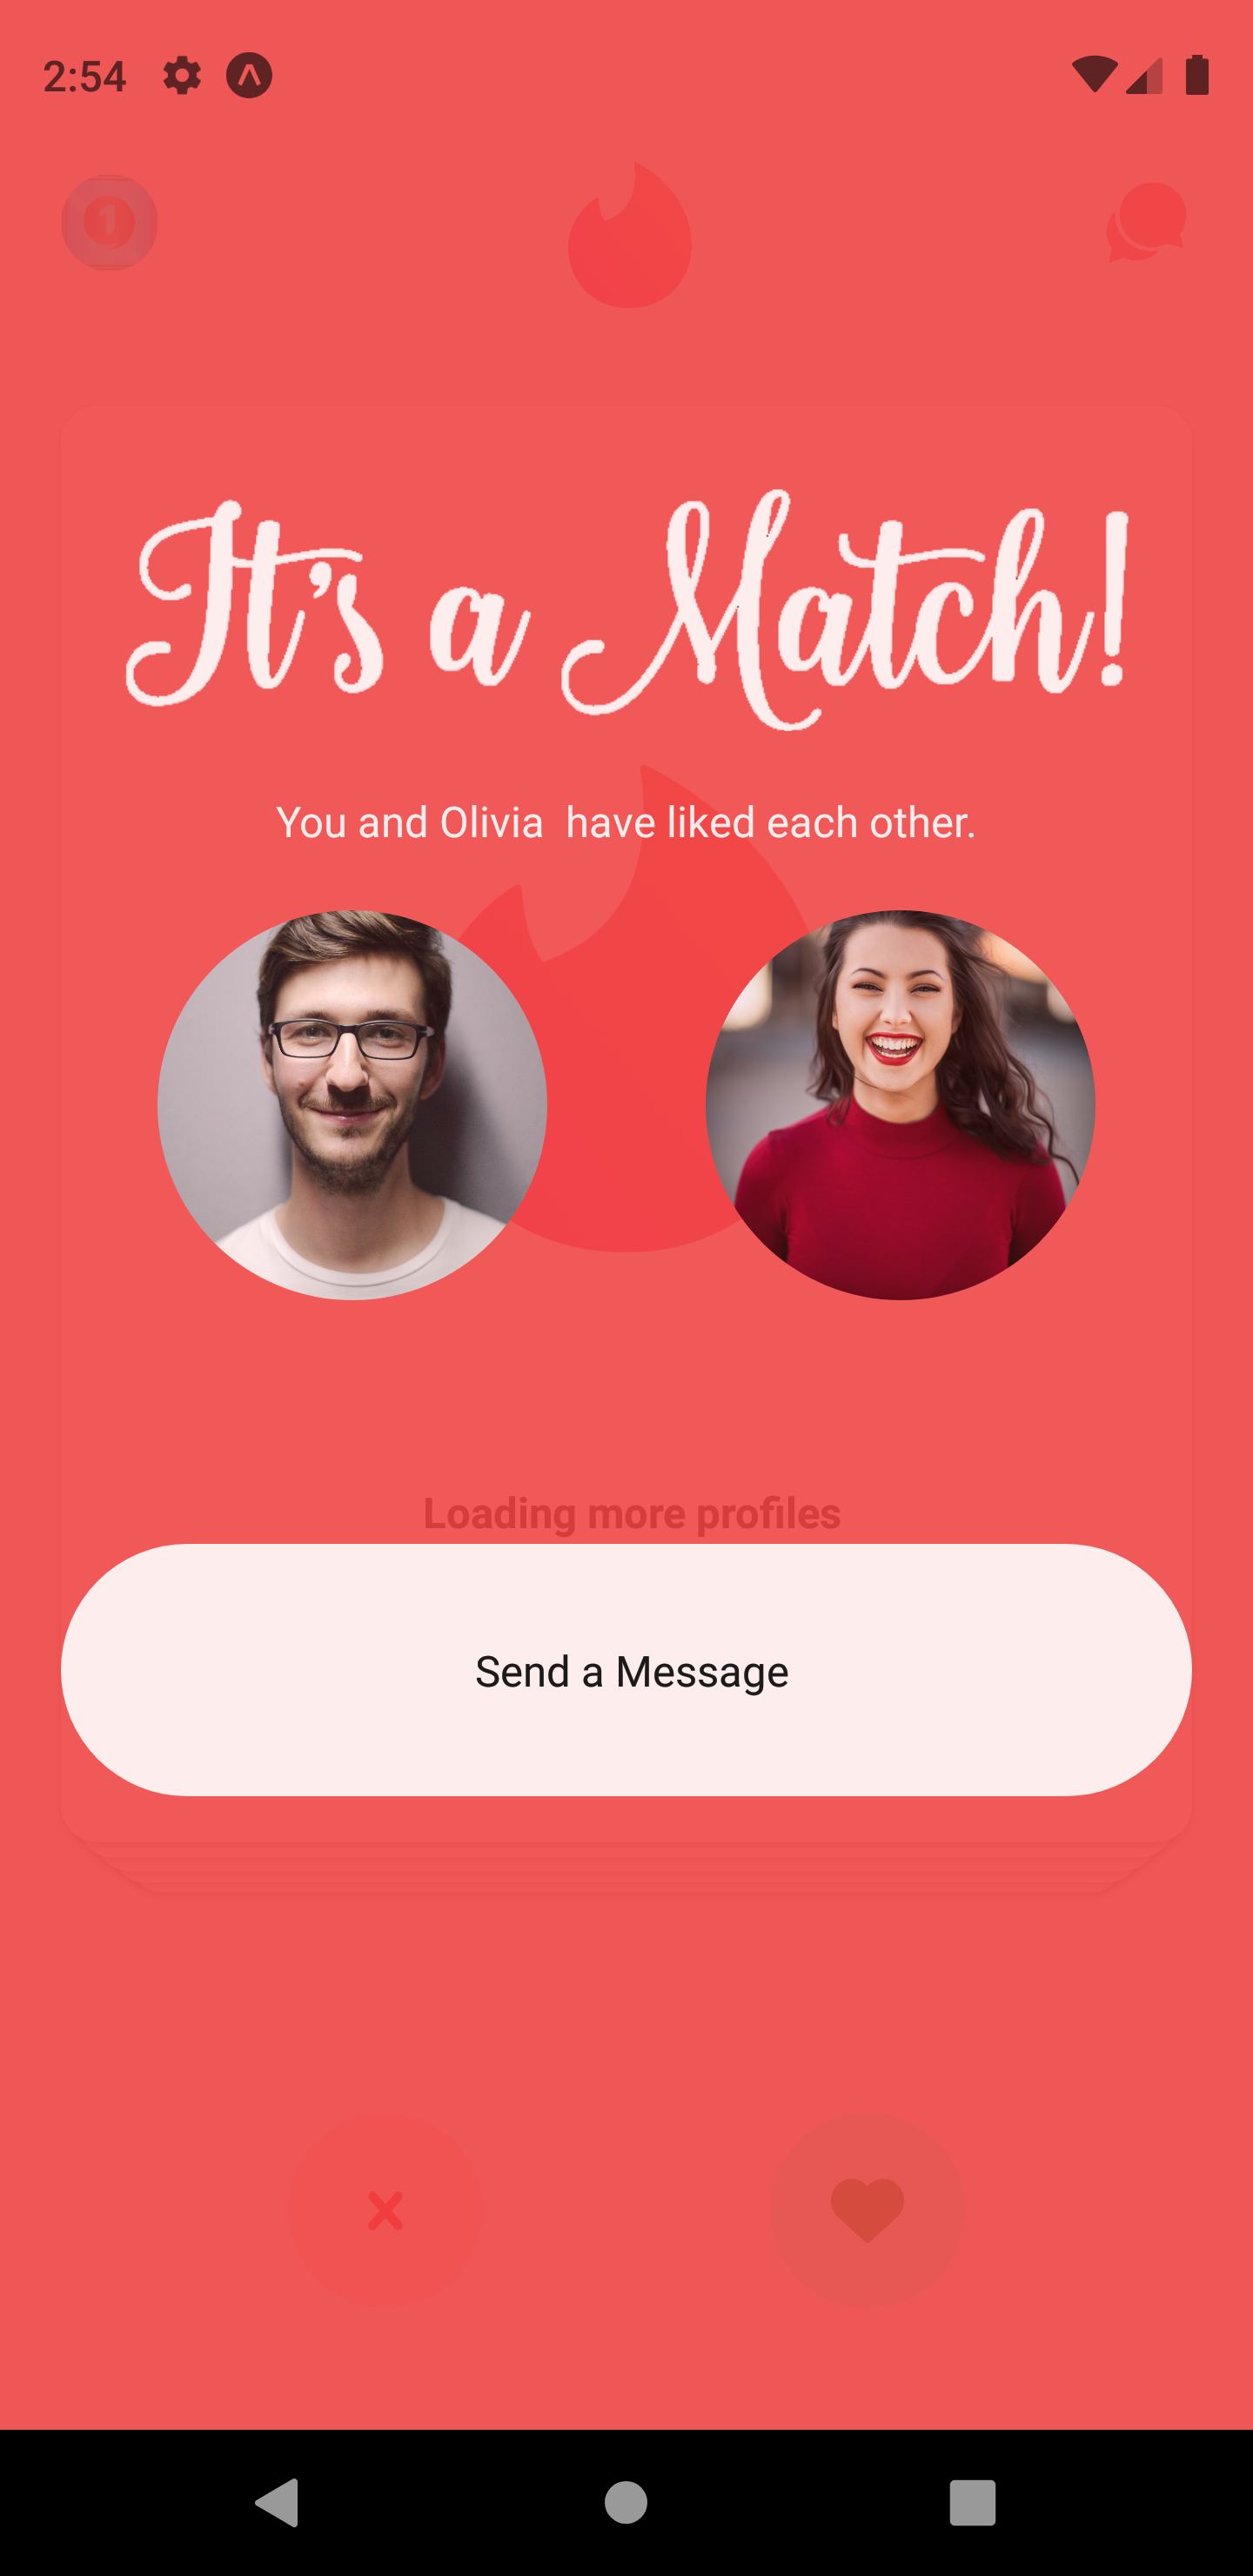 2:54
1
It's a Match!
You and Olivia  have liked each other.
Loading more profiles
Send a Message